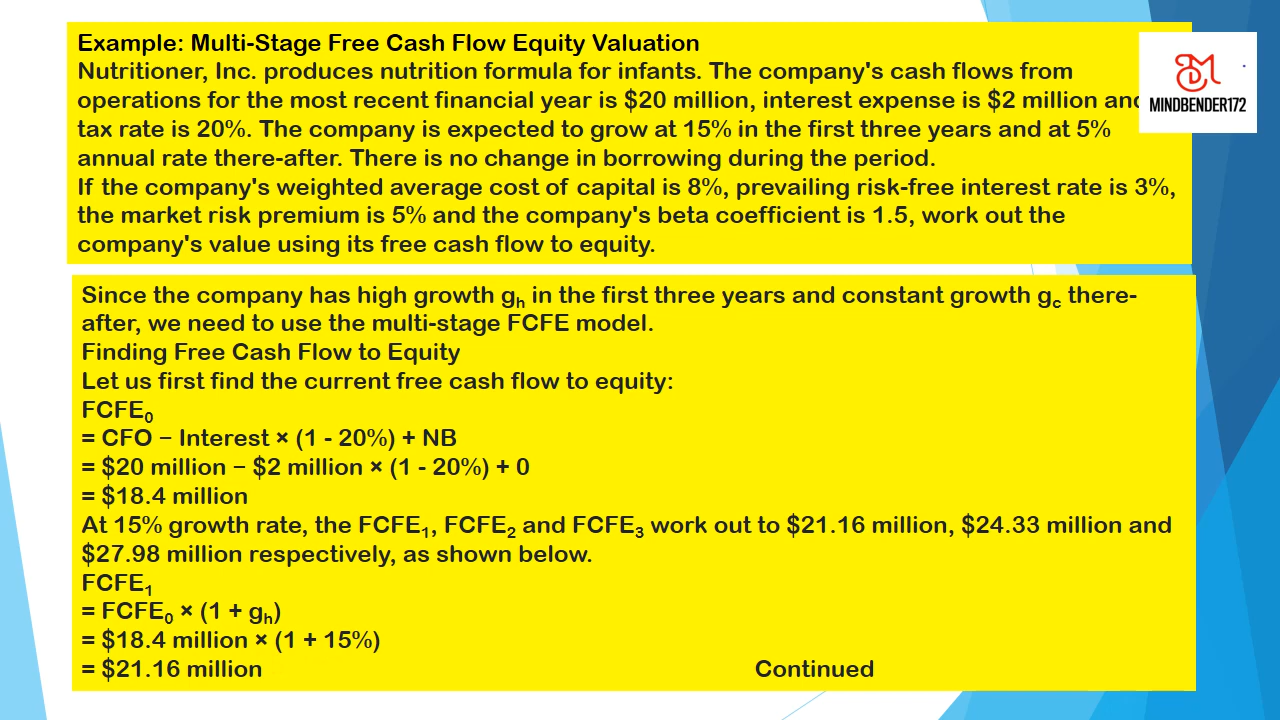 Example: Multi-Stage Free Cash Flow Equity Valuation
Nutritioner, Inc. produces nutrition formula for infants. The company's cash flows from
operations for the most recent financial year is $20 million, interest expense is $2 million and
tax rate is 20%. The company is expected to grow at 15% in the first three years and at 5%
annual rate there-after. There is no change in borrowing during the period.
If the company's weighted average cost of capital is 8%, prevailing risk-free interest rate is 3%,
the market risk premium is 5% and the company's beta coefficient is 1.5, work out the
company's value using its free cash flow to equity.
MINDBENDER172
Since the company has high growth gₕ in the first three years and constant growth g꜀ there-
after, we need to use the multi-stage FCFE model.
Finding Free Cash Flow to Equity
Let us first find the current free cash flow to equity:
FCFE₀
= CFO − Interest × (1 - 20%) + NB
= $20 million − $2 million × (1 - 20%) + 0
= $18.4 million
At 15% growth rate, the FCFE₁, FCFE₂ and FCFE₃ work out to $21.16 million, $24.33 million and
$27.98 million respectively, as shown below.
FCFE₁
= FCFE₀ × (1 + gₕ)
= $18.4 million × (1 + 15%)
= $21.16 million
Continued